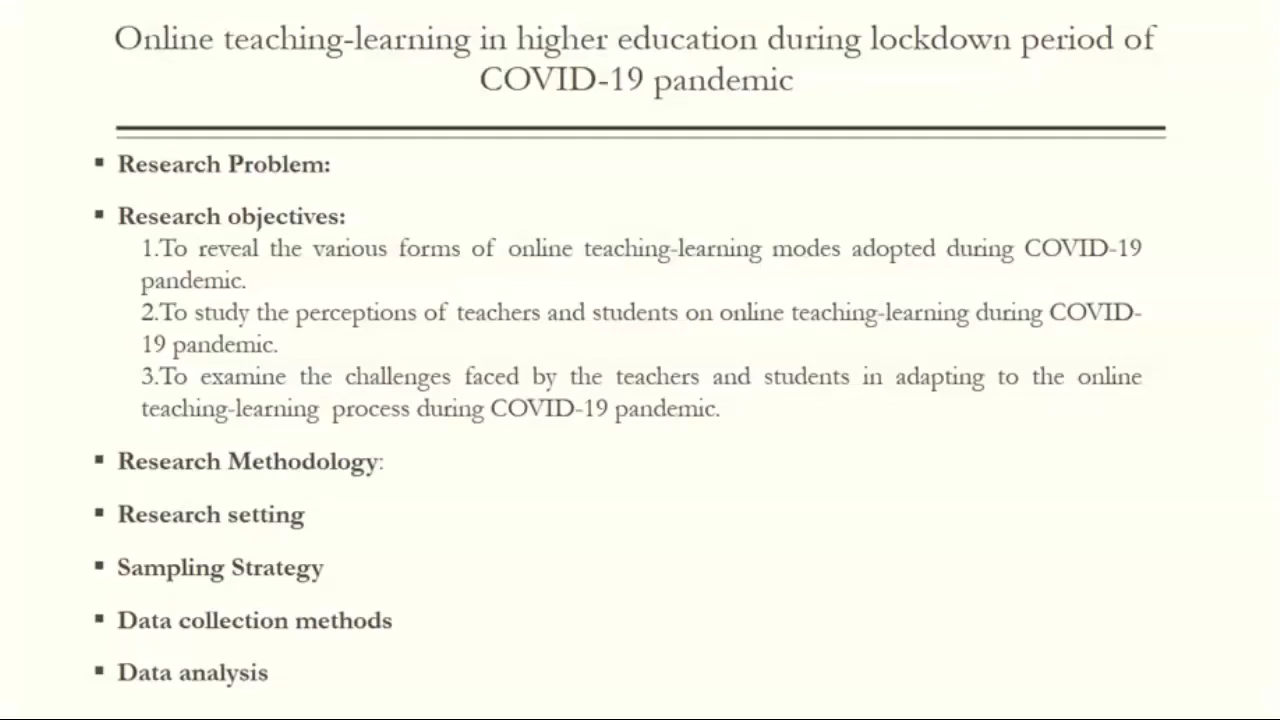 Online teaching-learning in higher education during lockdown period of
COVID-19 pandemic
▪ Research Problem:
▪ Research objectives:
1.To reveal the various forms of online teaching-learning modes adopted during COVID-19
pandemic.
2.To study the perceptions of teachers and students on online teaching-learning during COVID-
19 pandemic.
3.To examine the challenges faced by the teachers and students in adapting to the online
teaching-learning process during COVID-19 pandemic.
▪ Research Methodology:
▪ Research setting
▪ Sampling Strategy
▪ Data collection methods
▪ Data analysis